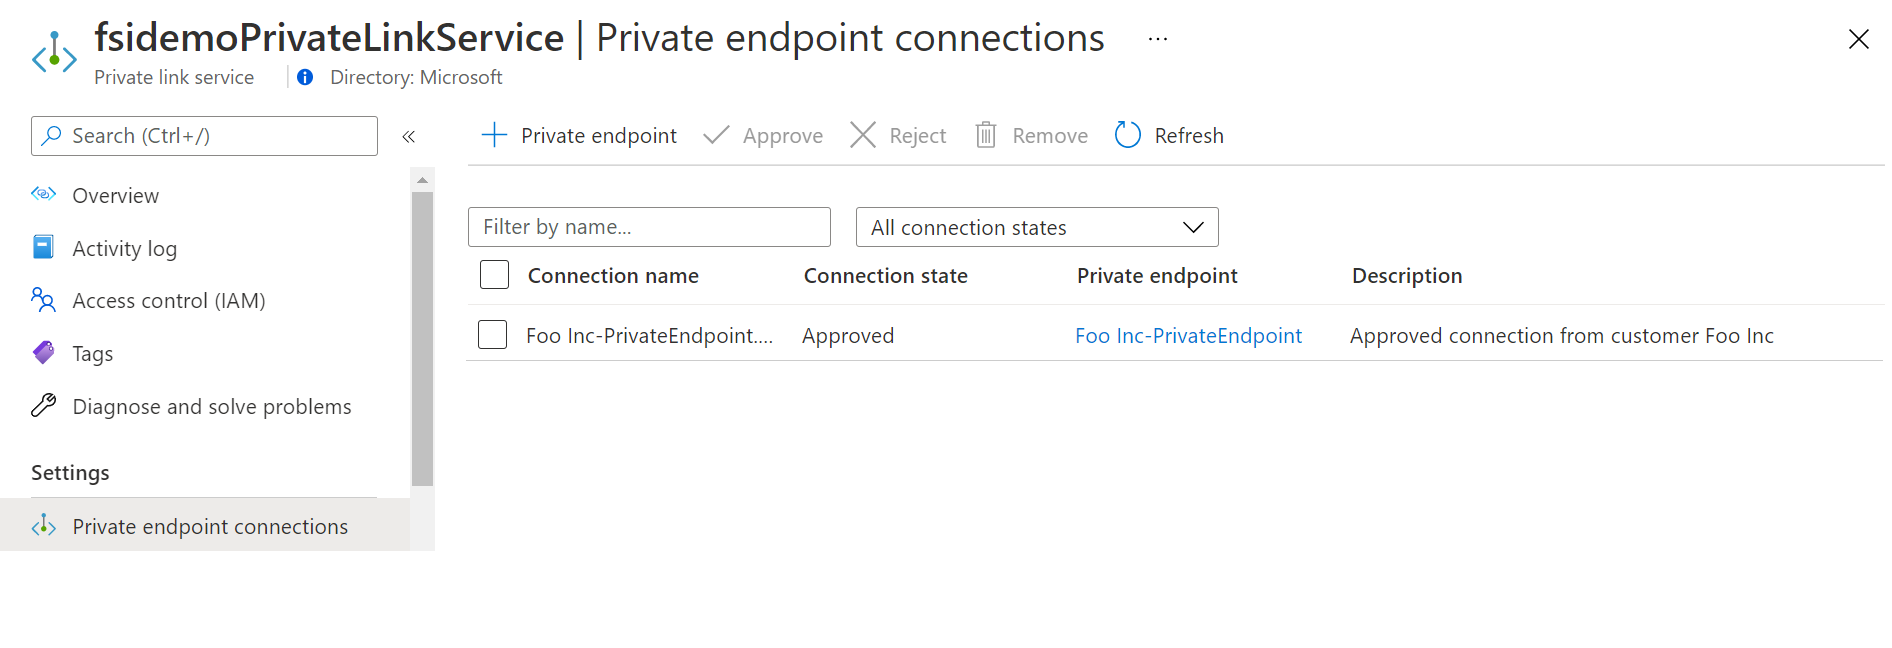 fsidemoPrivateLinkService | Private endpoint connections ...
Private link service
Directory: Microsoft
Search (Ctrl+/)
«
Overview
Activity log
Access control (IAM)
Tags
Diagnose and solve problems
Settings
Private endpoint connections
Private endpoint Approve Reject Remove Refresh
Filter by name... All connection states
Connection name Connection state Private endpoint Description
Foo Inc-PrivateEndpoint.... Approved Foo Inc-PrivateEndpoint Approved connection from customer Foo Inc